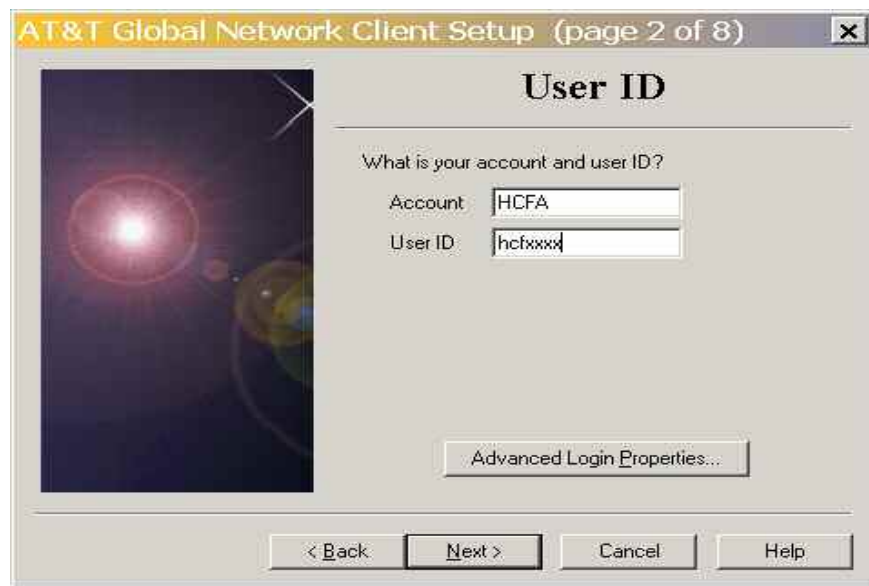 AT&T Global Network Client Setup (page 2 of 8)
User ID
What is your account and user ID?
Account HCFA
User ID hcfxxxx
Advanced Login Properties...
< Back Next > Cancel Help